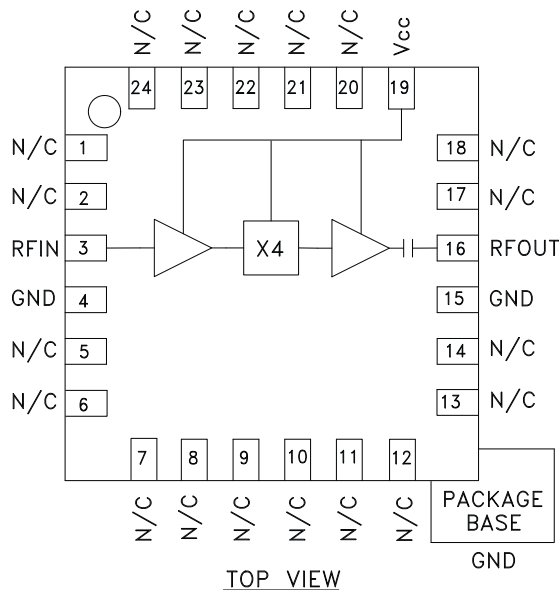 N/C N/C N/C N/C N/C Vcc
24 23 22 21 20 19
N/C 1 18 N/C
N/C 2 17 N/C
RFIN 3 X4 16 RFOUT
GND 4 15 GND
N/C 5 14 N/C
N/C 6 13 N/C
7 8 9 10 11 12
N/C N/C N/C N/C N/C N/C
PACKAGE
BASE
GND
TOP VIEW